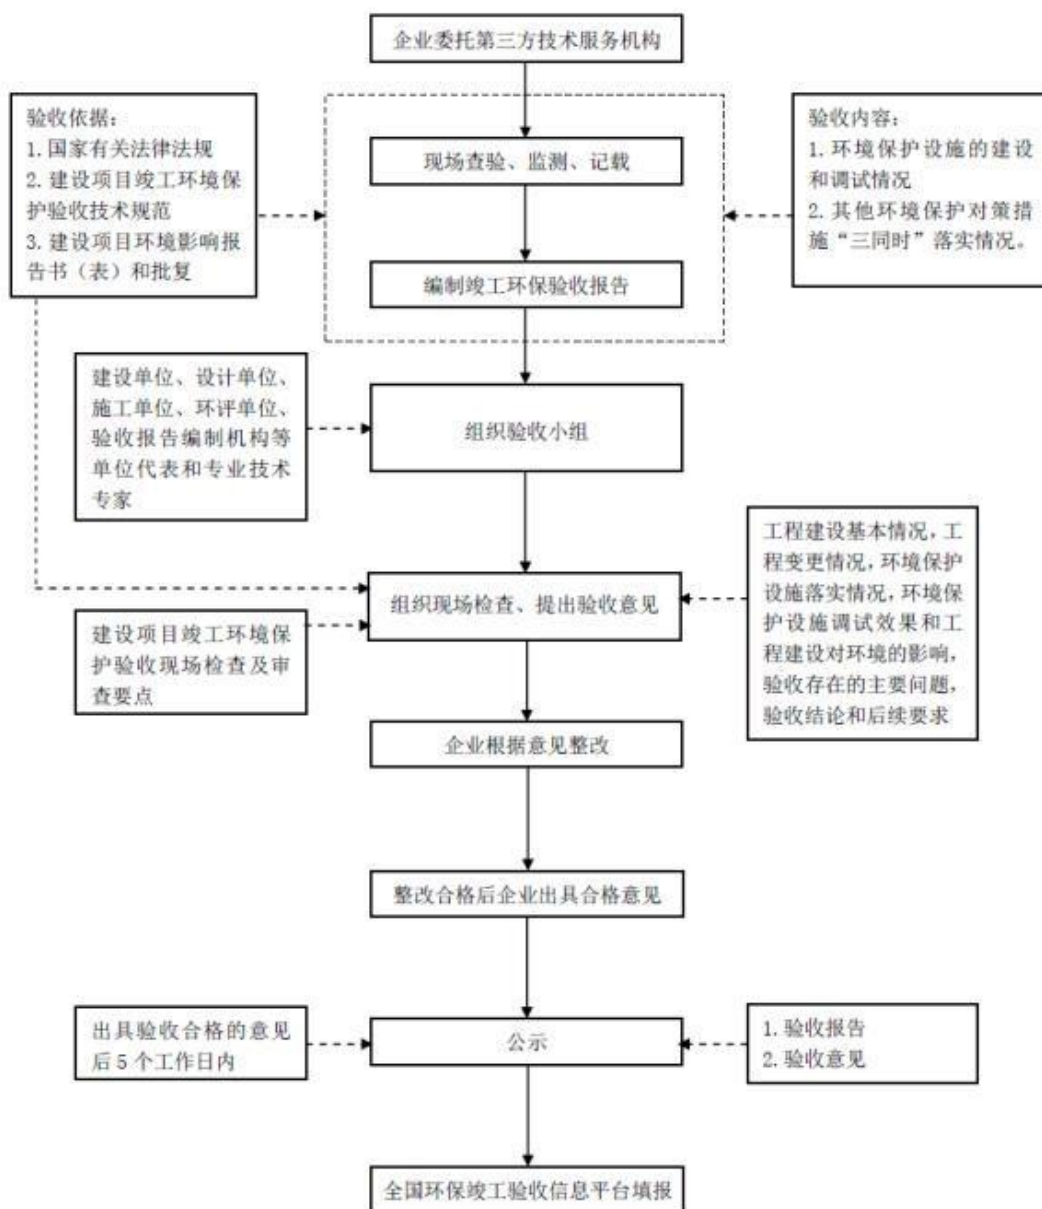 企业委托第三方技术服务机构
验收依据:
1. 国家有关法律法规
2. 建设项目竣工环境保
护验收技术规范
3. 建设项目环境影响报
告书（表）和批复
现场查验、监测、记载
编制竣工环保验收报告
验收内容:
1. 环境保护设施的建设
和调试情况
2. 其他环境保护对策措
施“三同时”落实情况。
建设单位、设计单位、
施工单位、环评单位、
验收报告编制机构等
单位代表和专业技术
专家
组织验收小组
组织现场检查、提出验收意见
工程建设基本情况，工
程变更情况，环境保护
设施落实情况，环境保
护设施调试效果和工
程建设对环境的影响，
验收存在的主要问题，
验收结论和后续要求
建设项目竣工环境保
护验收现场检查及审
查要点
企业根据意见整改
整改合格后企业出具合格意见
出具验收合格的意见
后 5 个工作日内
公示
1. 验收报告
2. 验收意见
全国环保竣工验收信息平台填报